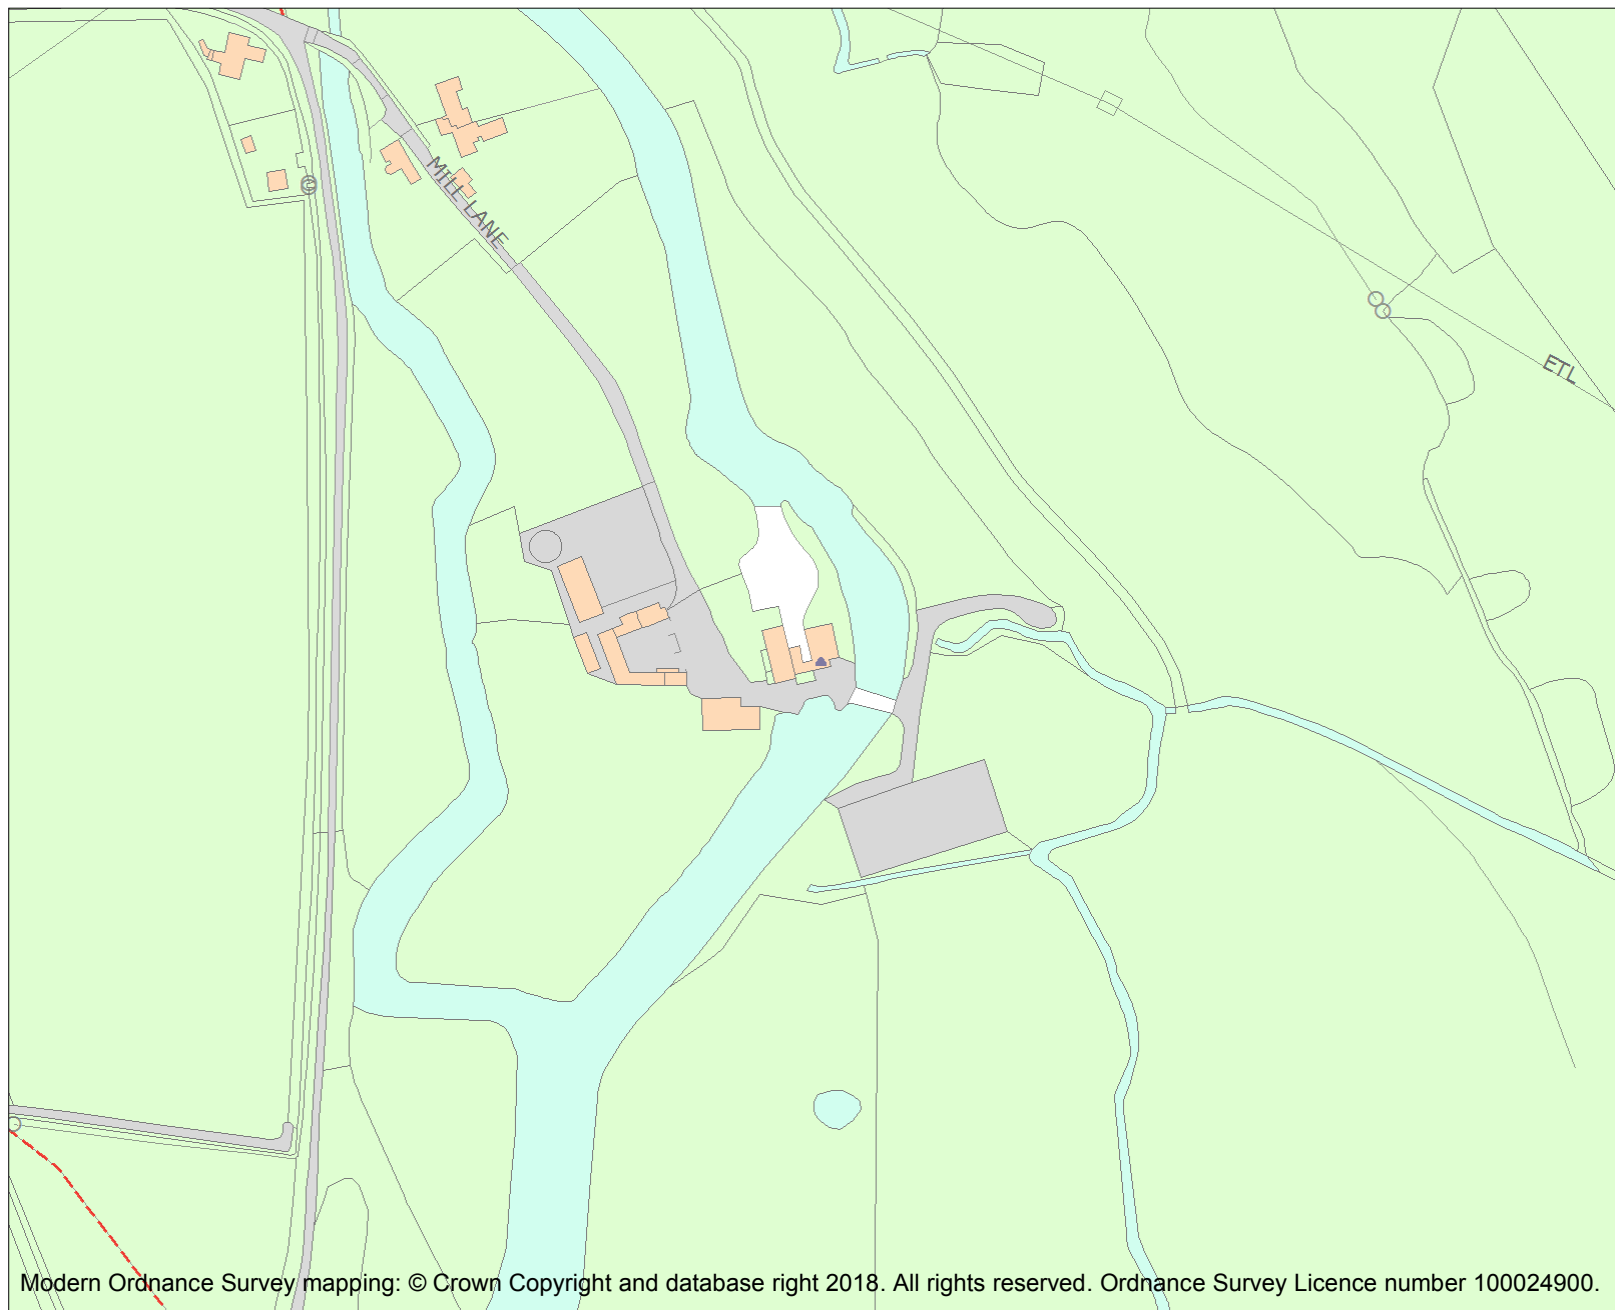 MILL LANE
ETL
Modern Ordnance Survey mapping: © Crown Copyright and database right 2018. All rights reserved. Ordnance Survey Licence number 100024900.